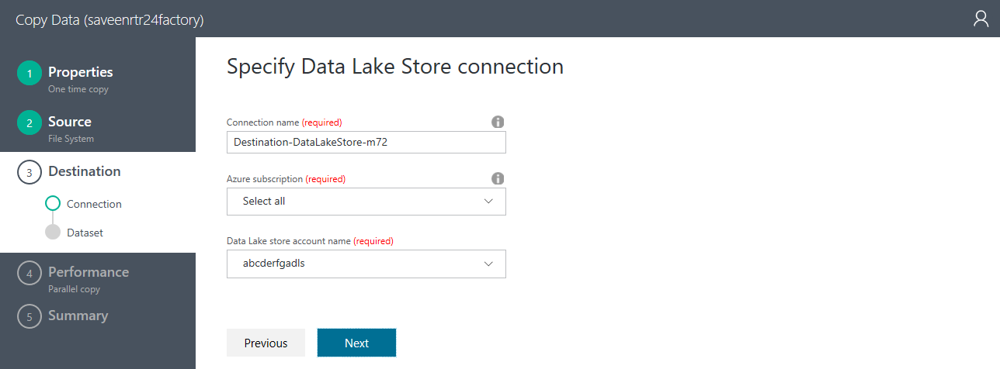 Copy Data (saveenrtr24factory)
1
Properties
One time copy
2
Source
File System
3
Destination
Connection
Dataset
4
Performance
Parallel copy
5
Summary
Specify Data Lake Store connection
Connection name (required)
Destination-DataLakeStore-m72
Azure subscription (required)
Select all
Data Lake store account name (required)
abcderfgadls
Previous
Next